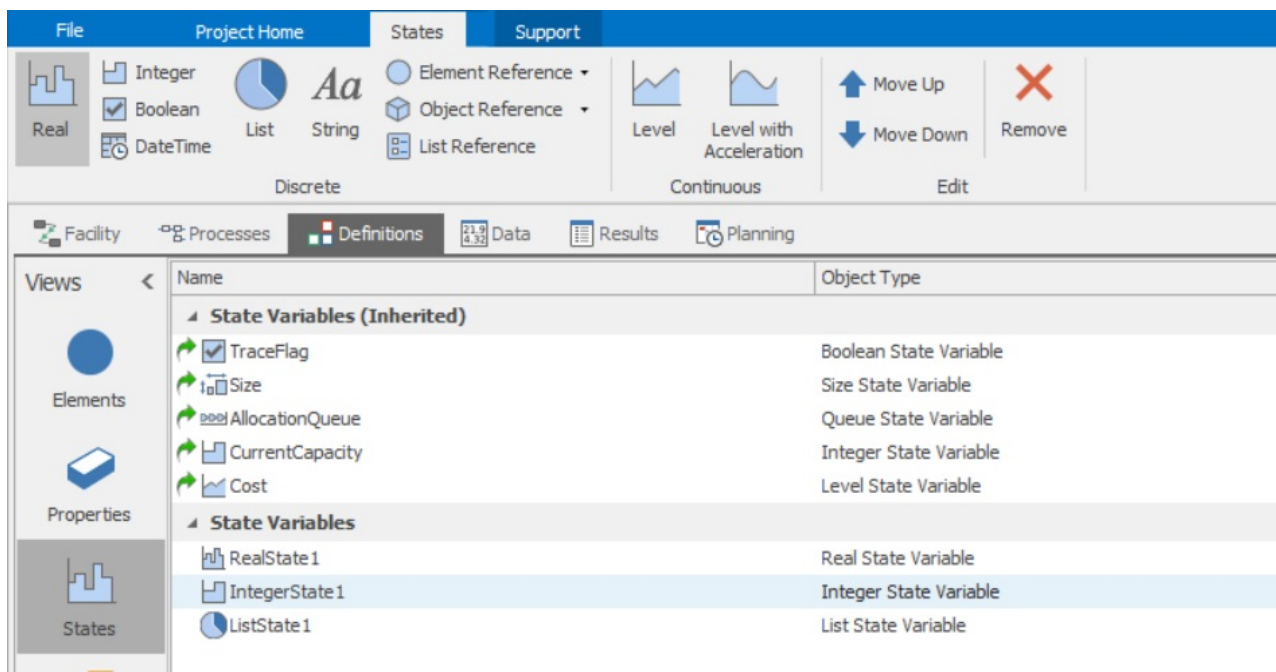 File Project Home States Support
Real
Integer
Boolean
DateTime
List
String
Aa
Element Reference
Object Reference
List Reference
Discrete
Level
Level with
Acceleration
Continuous
Move Up
Move Down
Remove
Edit
Facility Processes Definitions 21.9 4.32 Data Results Planning
Views
Elements
Properties
States
Name Object Type
State Variables (Inherited)
TraceFlag Boolean State Variable
Size Size State Variable
AllocationQueue Queue State Variable
CurrentCapacity Integer State Variable
Cost Level State Variable
State Variables
RealState1 Real State Variable
IntegerState1 Integer State Variable
ListState1 List State Variable